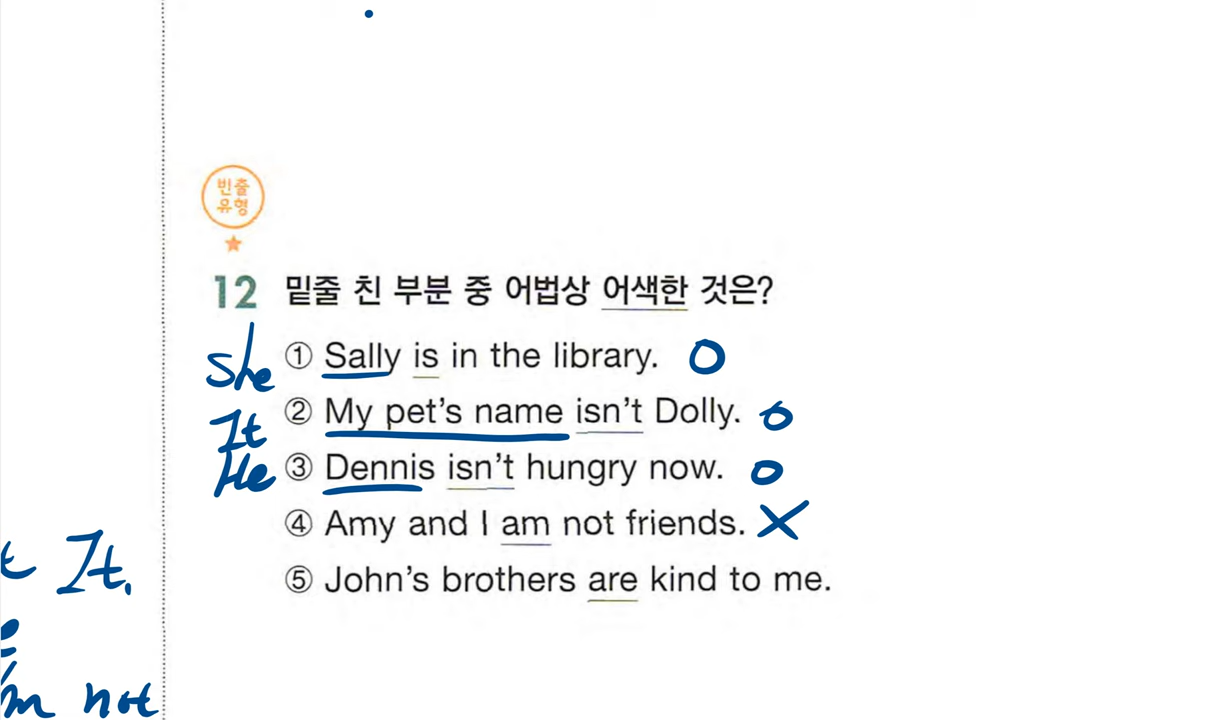 빈출
유형
12 밑줄 친 부분 중 어법상 어색한 것은?
She ① Sally is in the library. O
It ② My pet's name isn't Dolly. O
He ③ Dennis isn't hungry now. O
④ Amy and I am not friends. X
⑤ John's brothers are kind to me.
It.
not